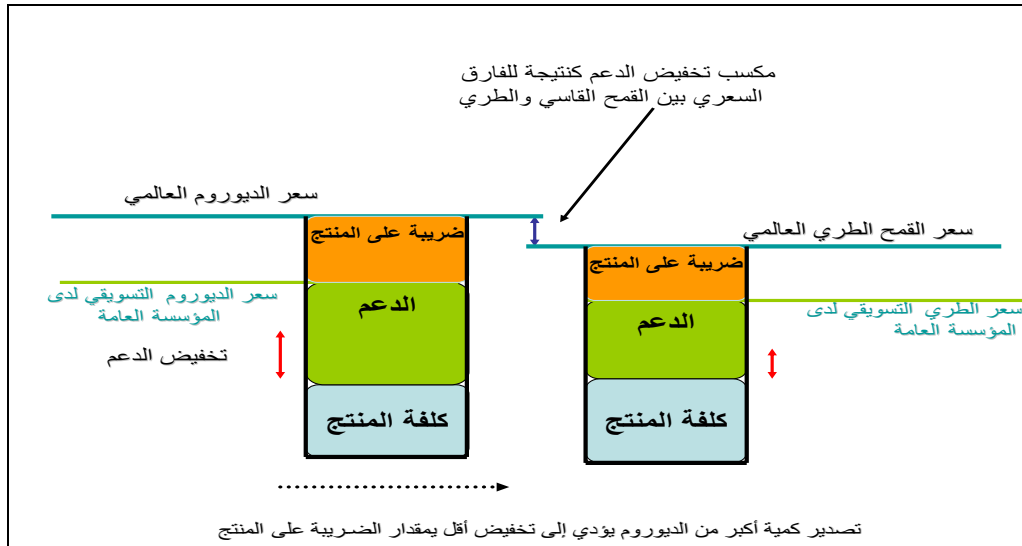 مكسب تخفيض الدعم كنتيجة للفارق
السعري بين القمح القاسي والطري
سعر الديوروم العالمي
ضريبة على المنتج
سعر القمح الطري العالمي
ضريبة على المنتج
سعر الديوروم التسويقي لدى
المؤسسة العامة
الدعم
سعر الطري التسويقي لدى
المؤسسة العامة
الدعم
تخفيض الدعم
كلفة المنتج
كلفة المنتج
تصدير كمية أكبر من الديوروم يؤدي إلى تخفيض أقل يمقدار الضريبة على المنتج